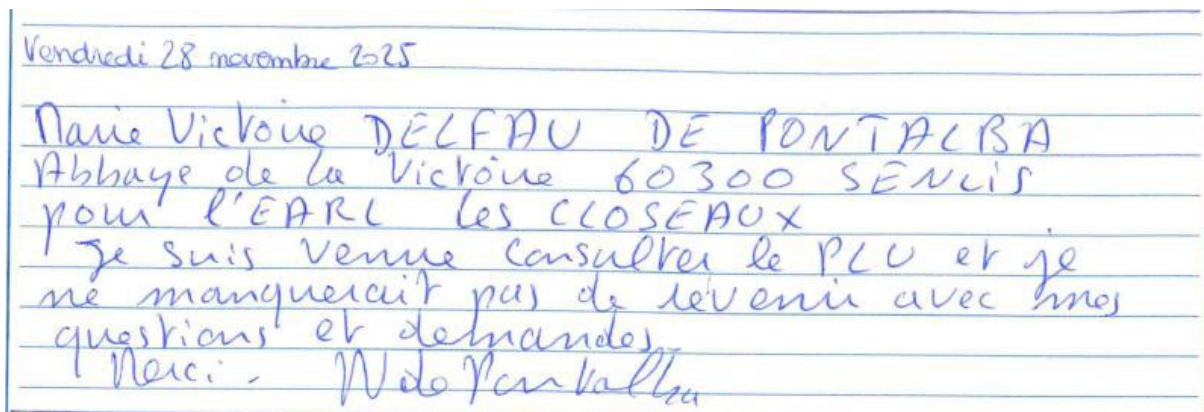 Vendredi 28 novembre 2025
Marie Victoire DELFAU DE PONTALBA
Abbaye de la Victoire 60300 SENLIS
pour l'EARL les CLOSEAUX
Je suis venue consulter le PLU et je
ne manquerait pas de revenir avec mes
questions et demandes.
Merci. de Pontalba